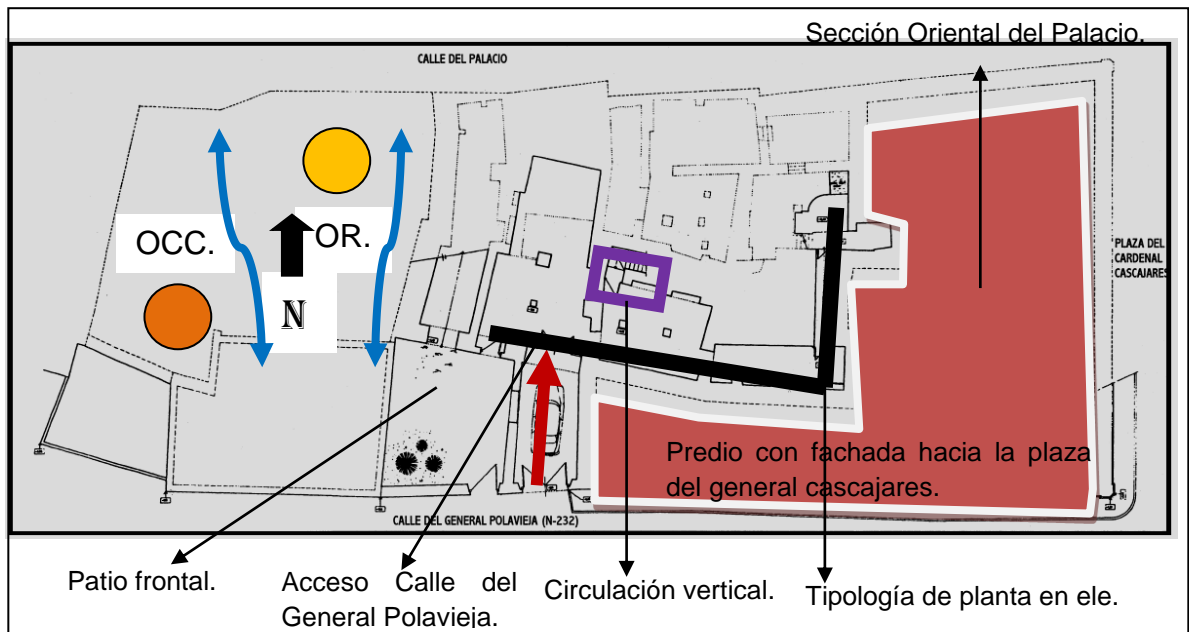 Sección Oriental del Palacio.
CALLE DEL PALACIO
OCC.
OR.
N
PLAZA DEL
CARDENAL
CASCAJARES
Predio con fachada hacia la plaza
del general cascajares.
CALLE DEL GENERAL POLAVIEJA (N-232)
Patio frontal.
Acceso Calle del
General Polavieja.
Circulación vertical.
Tipología de planta en ele.